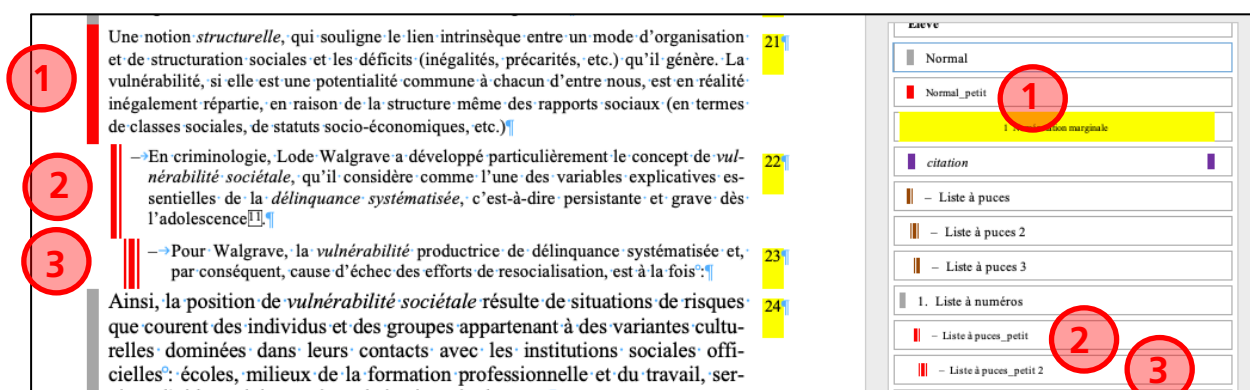 Une notion structurelle, qui souligne le lien intrinsèque entre un mode d'organisation
21¶
et de structuration sociales et les déficits (inégalités, précarités, etc.) qu'il génère. La
vulnérabilité, si elle est une potentialité commune à chacun d'entre nous, est en réalité
inégalement répartie, en raison de la structure même des rapports sociaux (en termes
de classes sociales, de statuts socio-économiques, etc.)¶
1
–→En criminologie, Lode Walgrave a développé particulièrement le concept de vul-
22¶
nérabilité sociétale, qu'il considère comme l'une des variables explicatives es-
sentielles de la délinquance systématisée, c'est-à-dire persistante et grave dès
l'adolescence.¶
2
–→Pour Walgrave, la vulnérabilité productrice de délinquance systématisée et,
23¶
par conséquent, cause d'échec des efforts de resocialisation, est à la fois°:¶
3
Ainsi, la position de vulnérabilité sociétale résulte de situations de risques
24¶
que courent des individus et des groupes appartenant à des variantes cultu-
relles dominées dans leurs contacts avec les institutions sociales offi-
cielles°: écoles, milieux de la formation professionnelle et du travail, ser-
Élève
Normal
Normal_petit
1
1 marginale
citation
– Liste à puces
– Liste à puces 2
– Liste à puces 3
1. Liste à numéros
– Liste à puces_petit
2
– Liste à puces_petit 2
3